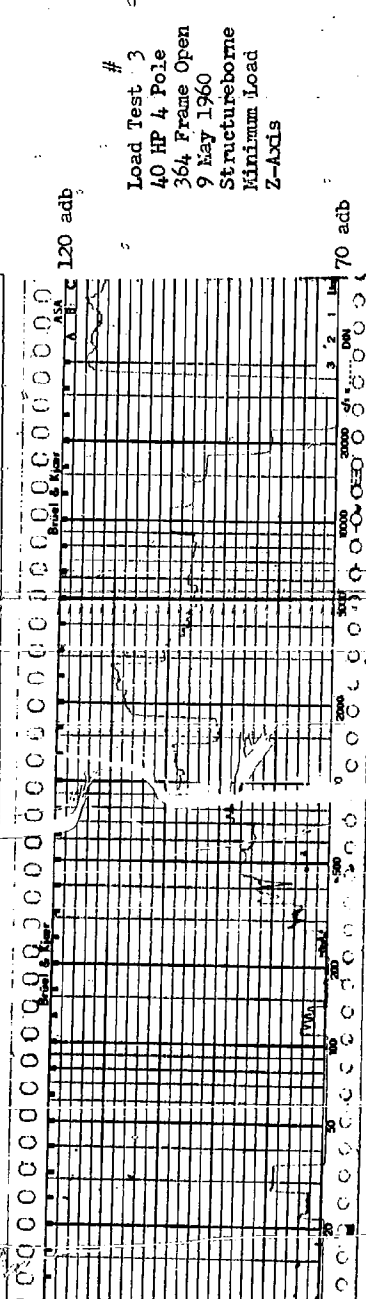 120 adb
Load Test # 3
40 HP 4 Pole
364 Frame Open
9 May 1960
Structureborne
Minimum Load
Z-Axis
70 adb
ASA
A B C
Brüel & Kjær
3 2 1 Lin
DIN
c/s
20000
10000
5000
2000
Brüel & Kjær
500
200
100
50
20